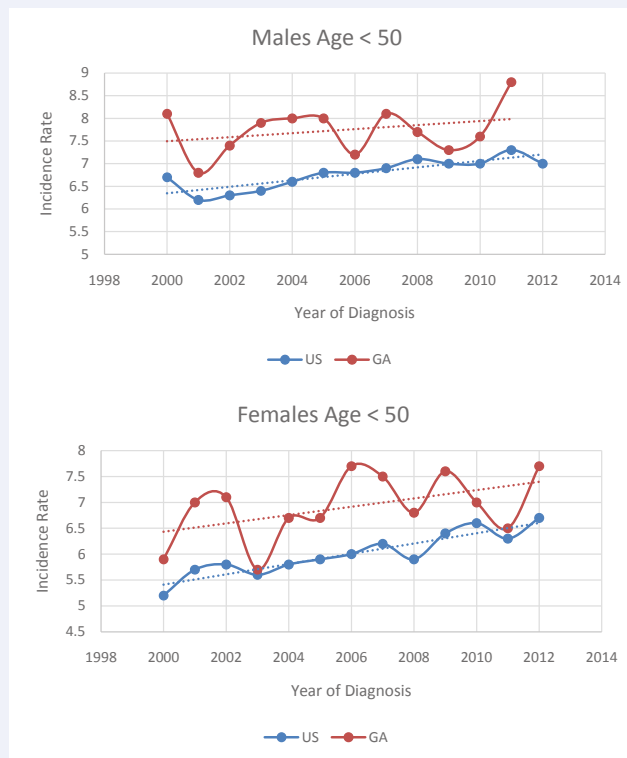 Males Age < 50
9
8.5
8
7.5
7
6.5
6
5.5
5
Incidence Rate
1998 2000 2002 2004 2006 2008 2010 2012 2014
Year of Diagnosis
US GA
Females Age < 50
8
7.5
7
6.5
6
5.5
5
4.5
Incidence Rate
1998 2000 2002 2004 2006 2008 2010 2012 2014
Year of Diagnosis
US GA